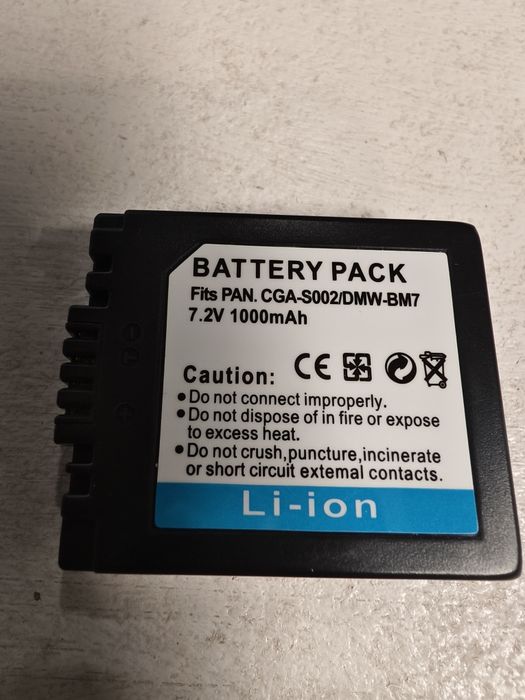 BATTERY PACK
Fits PAN. CGA-S002/DMW-BM7
7.2V 1000mAh
CE
Caution:
•Do not connect improperly.
•Do not dispose of in fire or expose
to excess heat.
•Do not crush,puncture,incinerate
or short circuit external contacts.
Li-ion